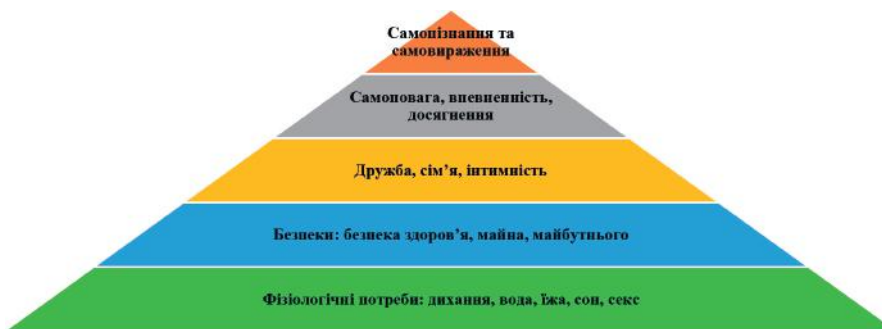 Самопізнання та
самовираження
Самоповага, впевненність,
досягнення
Дружба, сім’я, інтимність
Безпеки: безпека здоров’я, майна, майбутнього
Фізіологічні потреби: дихання, вода, їжа, сон, секс